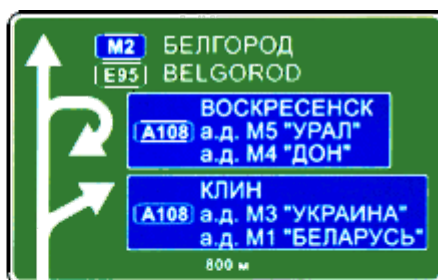 M2 БЕЛГОРОД
E95 BELGOROD
ВОСКРЕСЕНСК
A108 а.д. М5 "УРАЛ"
а.д. М4 "ДОН"
КЛИН
A108 а.д. М3 "УКРАИНА"
а.д. М1 "БЕЛАРУСЬ"
800 м